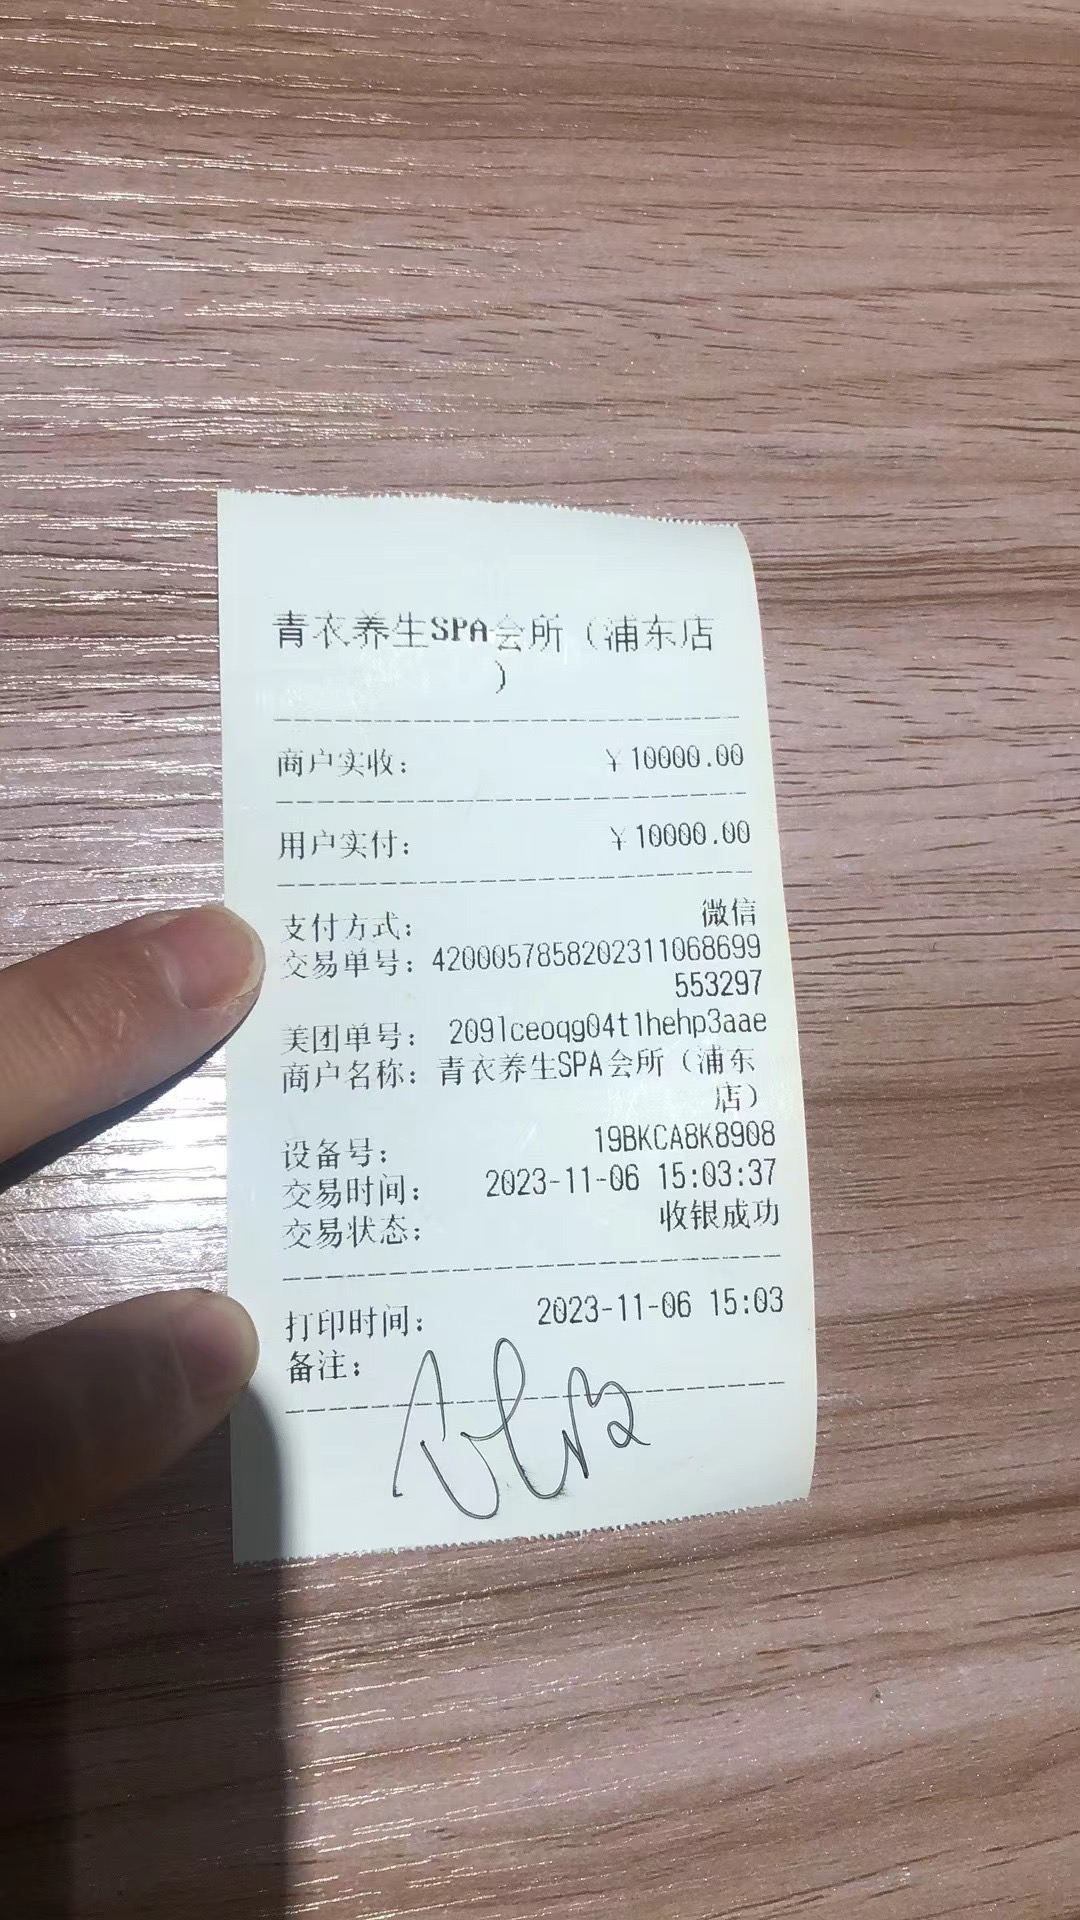 青衣养生SPA会所（浦东店
）
商户实收： ￥10000.00
用户实付： ￥10000.00
支付方式： 微信
交易单号：4200057858202311068699
553297
美团单号： 2091ceoqg04t1hehp3aae
商户名称：青衣养生SPA会所（浦东
店）
设备号： 19BKCA8K8908
交易时间： 2023-11-06 15:03:37
交易状态： 收银成功
打印时间： 2023-11-06 15:03
备注：